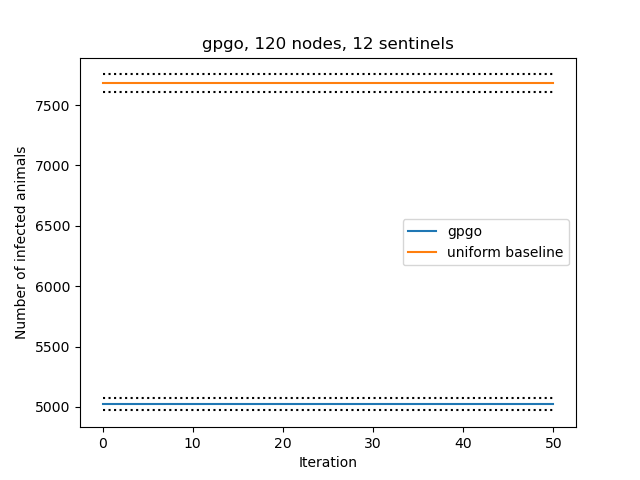 gpgo, 120 nodes, 12 sentinels
Number of infected animals
7500
7000
6500
6000
5500
5000
gpgo
uniform baseline
0 10 20 30 40 50
Iteration